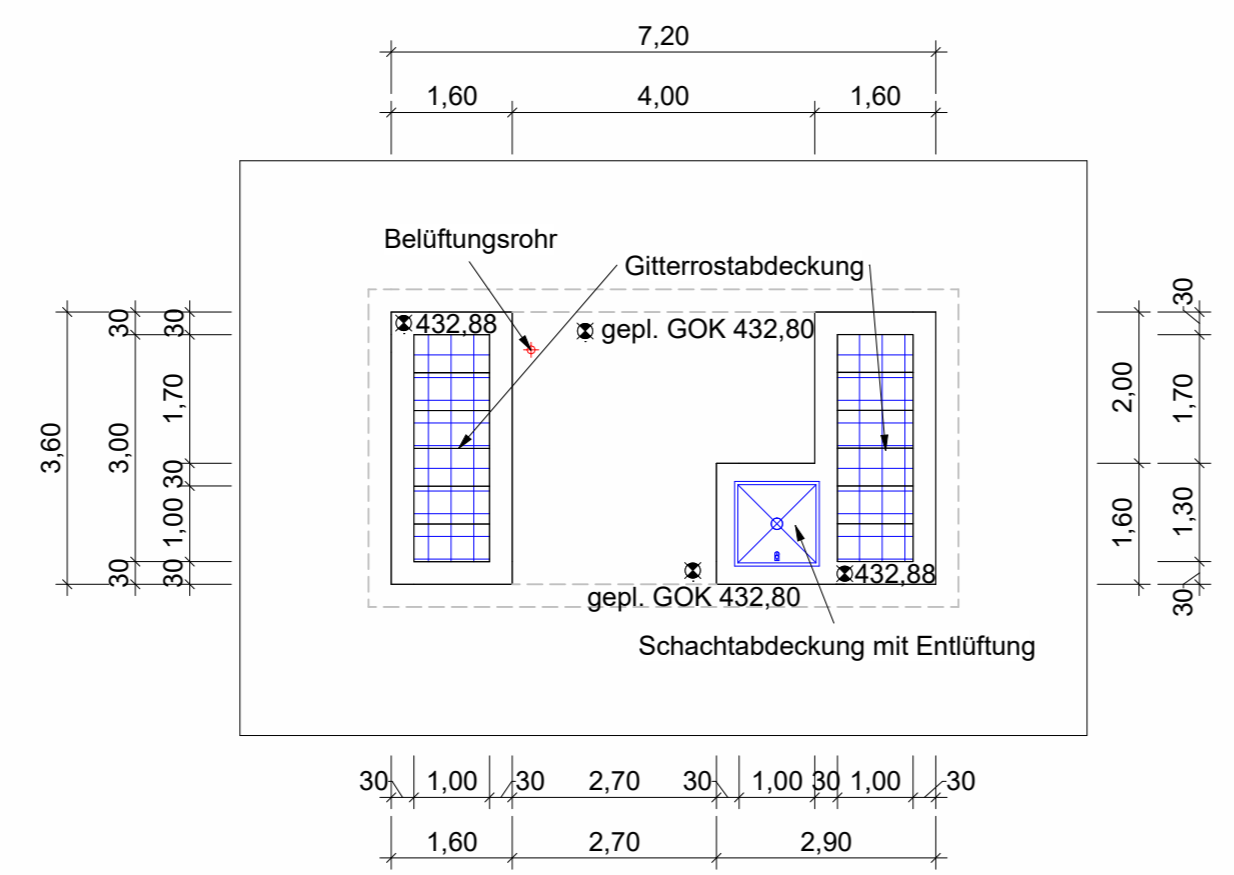 7,20
1,60 4,00 1,60
Belüftungsrohr
Gitterrostabdeckung
432,88
gepl. GOK 432,80
432,88
gepl. GOK 432,80
Schachtabdeckung mit Entlüftung
3,60
30 3,00 30
30 1,70 30 1,00 30
2,00 1,60
30 1,70 1,30 30
30 1,00 30 2,70 30 1,00 30 1,00 30
1,60 2,70 2,90